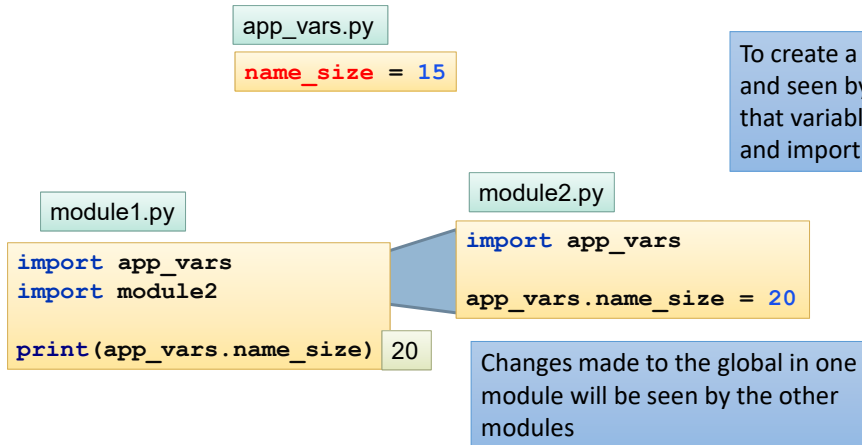 app_vars.py
name_size = 15
To create a
and seen by
that variabl
and import
module1.py
import app_vars
import module2
print(app_vars.name_size)
20
module2.py
import app_vars
app_vars.name_size = 20
Changes made to the global in one
module will be seen by the other
modules